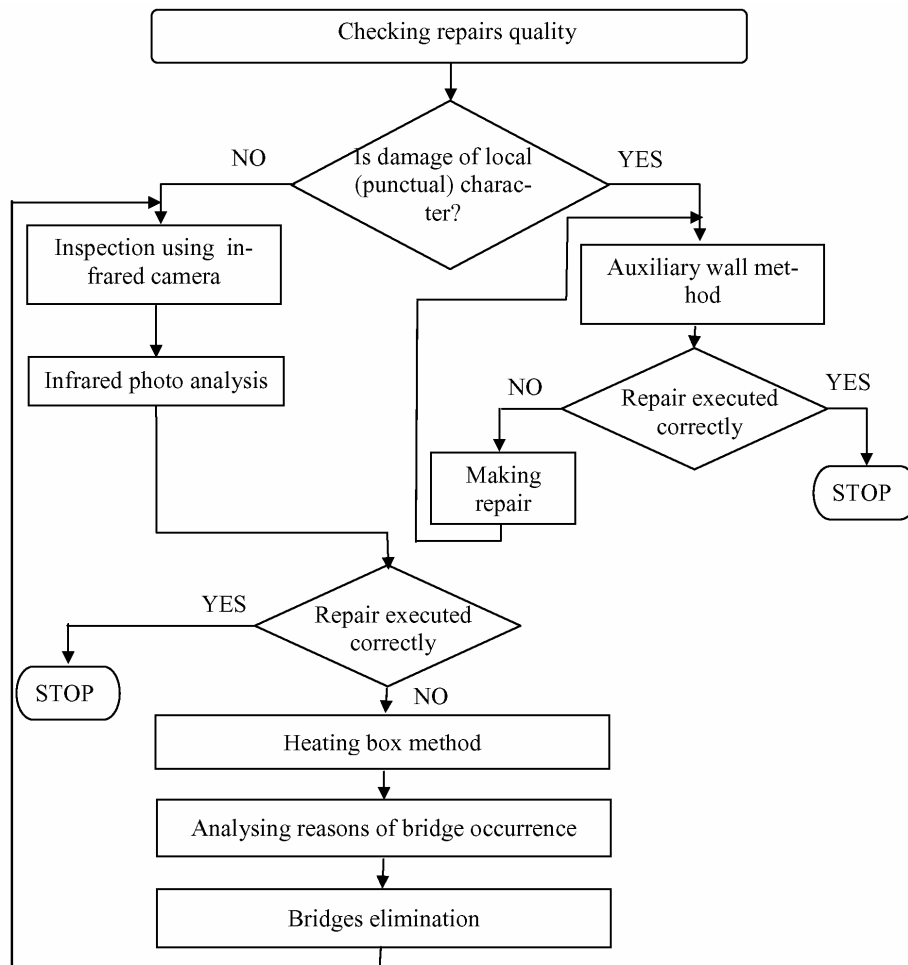 Checking repairs quality
NO
Is damage of local
(punctual) charac-
ter?
YES
Inspection using in-
frared camera
Auxiliary wall met-
hod
Infrared photo analysis
NO
Repair executed
correctly
YES
Making
repair
STOP
YES
Repair executed
correctly
STOP
NO
Heating box method
Analysing reasons of bridge occurrence
Bridges elimination